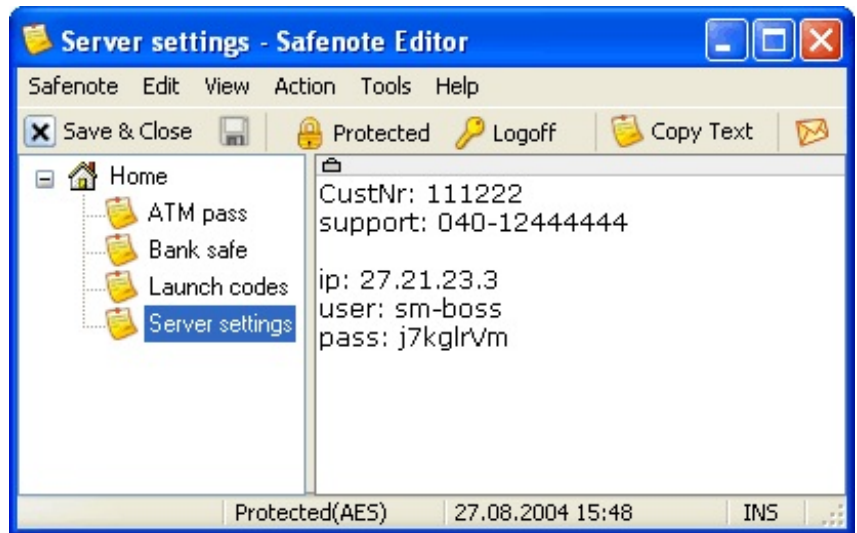 Server settings - Safenote Editor
Safenote Edit View Action Tools Help
Save & Close Protected Logoff Copy Text
Home
ATM pass
Bank safe
Launch codes
Server settings
CustNr: 111222
support: 040-12444444
ip: 27.21.23.3
user: sm-boss
pass: j7kglrVm
Protected(AES) 27.08.2004 15:48 INS